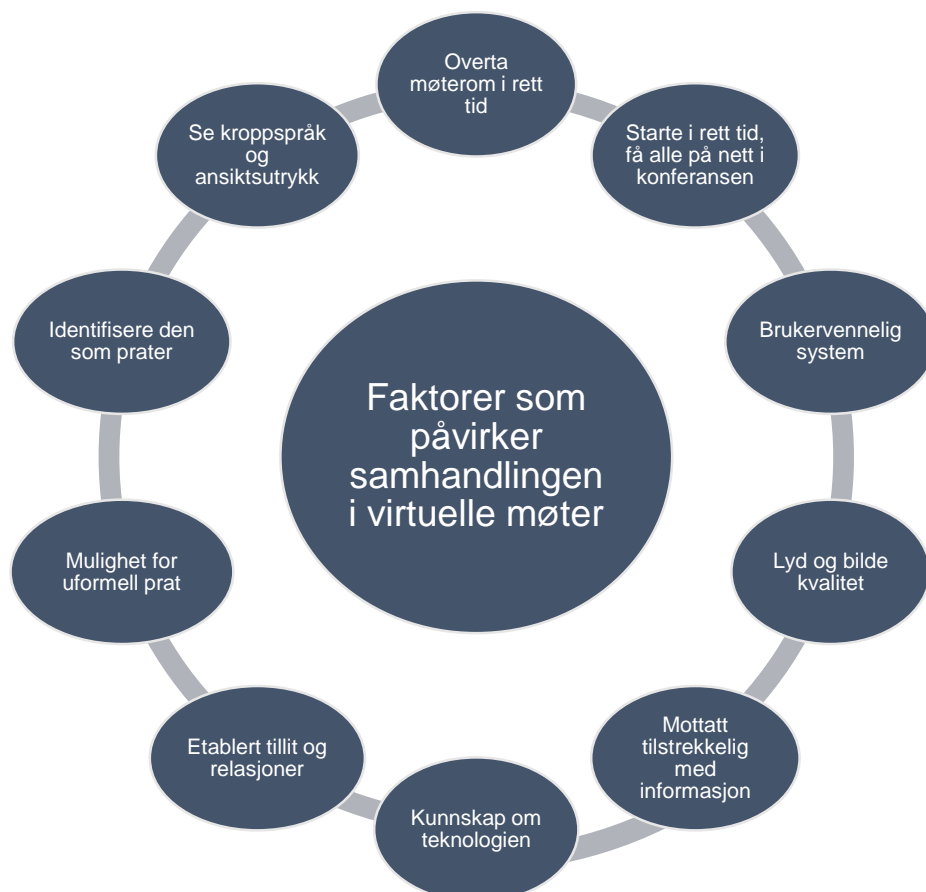 Overta
møterom i rett
tid
Starte i rett tid,
få alle på nett i
konferansen
Brukervennelig
system
Lyd og bilde
kvalitet
Mottatt
tilstrekkelig
med
informasjon
Kunnskap om
teknologien
Etablert tillit og
relasjoner
Mulighet for
uformell prat
Identifisere den
som prater
Se kroppspråk
og
ansiktsutrykk
Faktorer som
påvirker
samhandlingen
i virtuelle møter